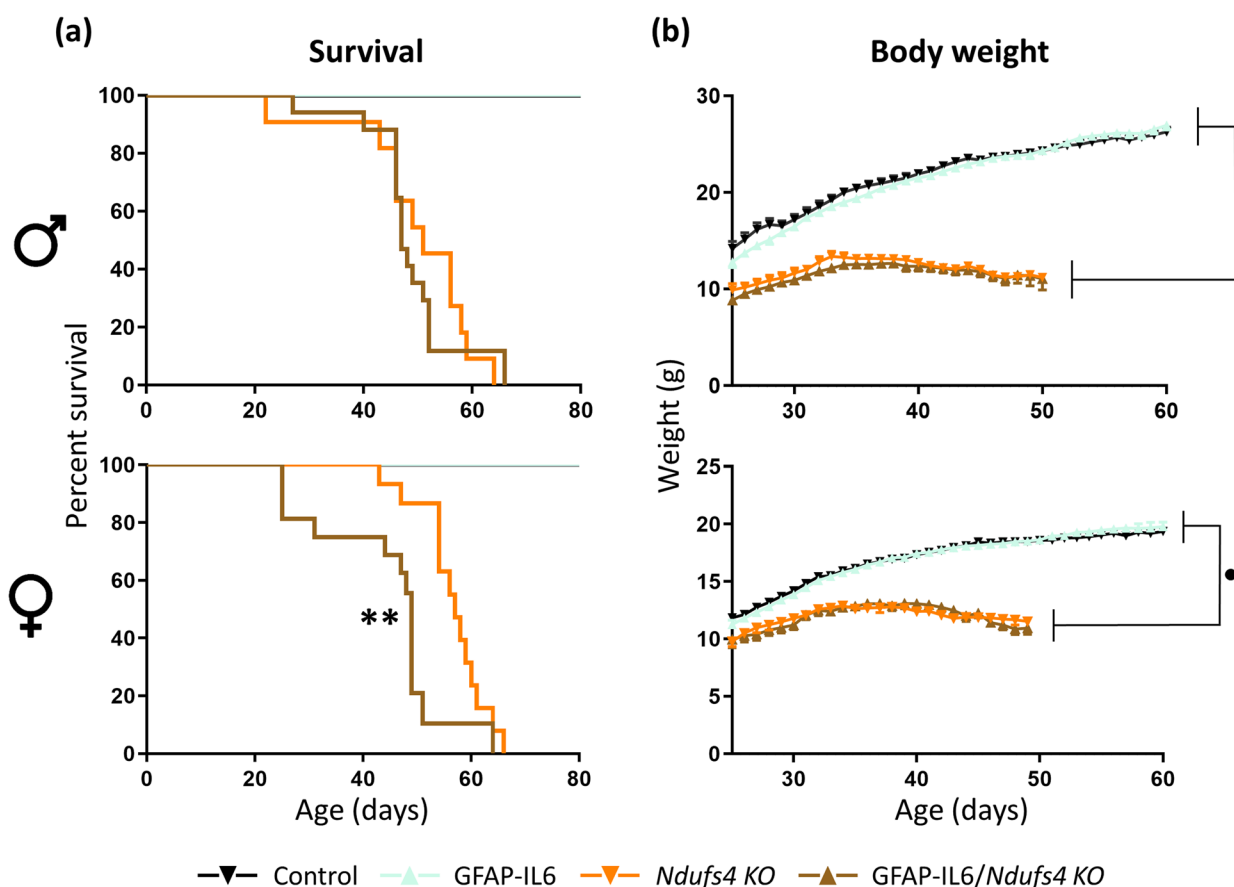 (a)
Survival
(b)
Body weight
100
80
60
40
20
0
0 20 40 60 80
30
20
10
0
30 40 50 60
Percent survival
Weight (g)
100
80
60
40
20
0
**
0 20 40 60 80
Age (days)
25
20
15
10
5
0
30 40 50 60
Age (days)
Control GFAP-IL6 Ndufs4 KO GFAP-IL6/Ndufs4 KO